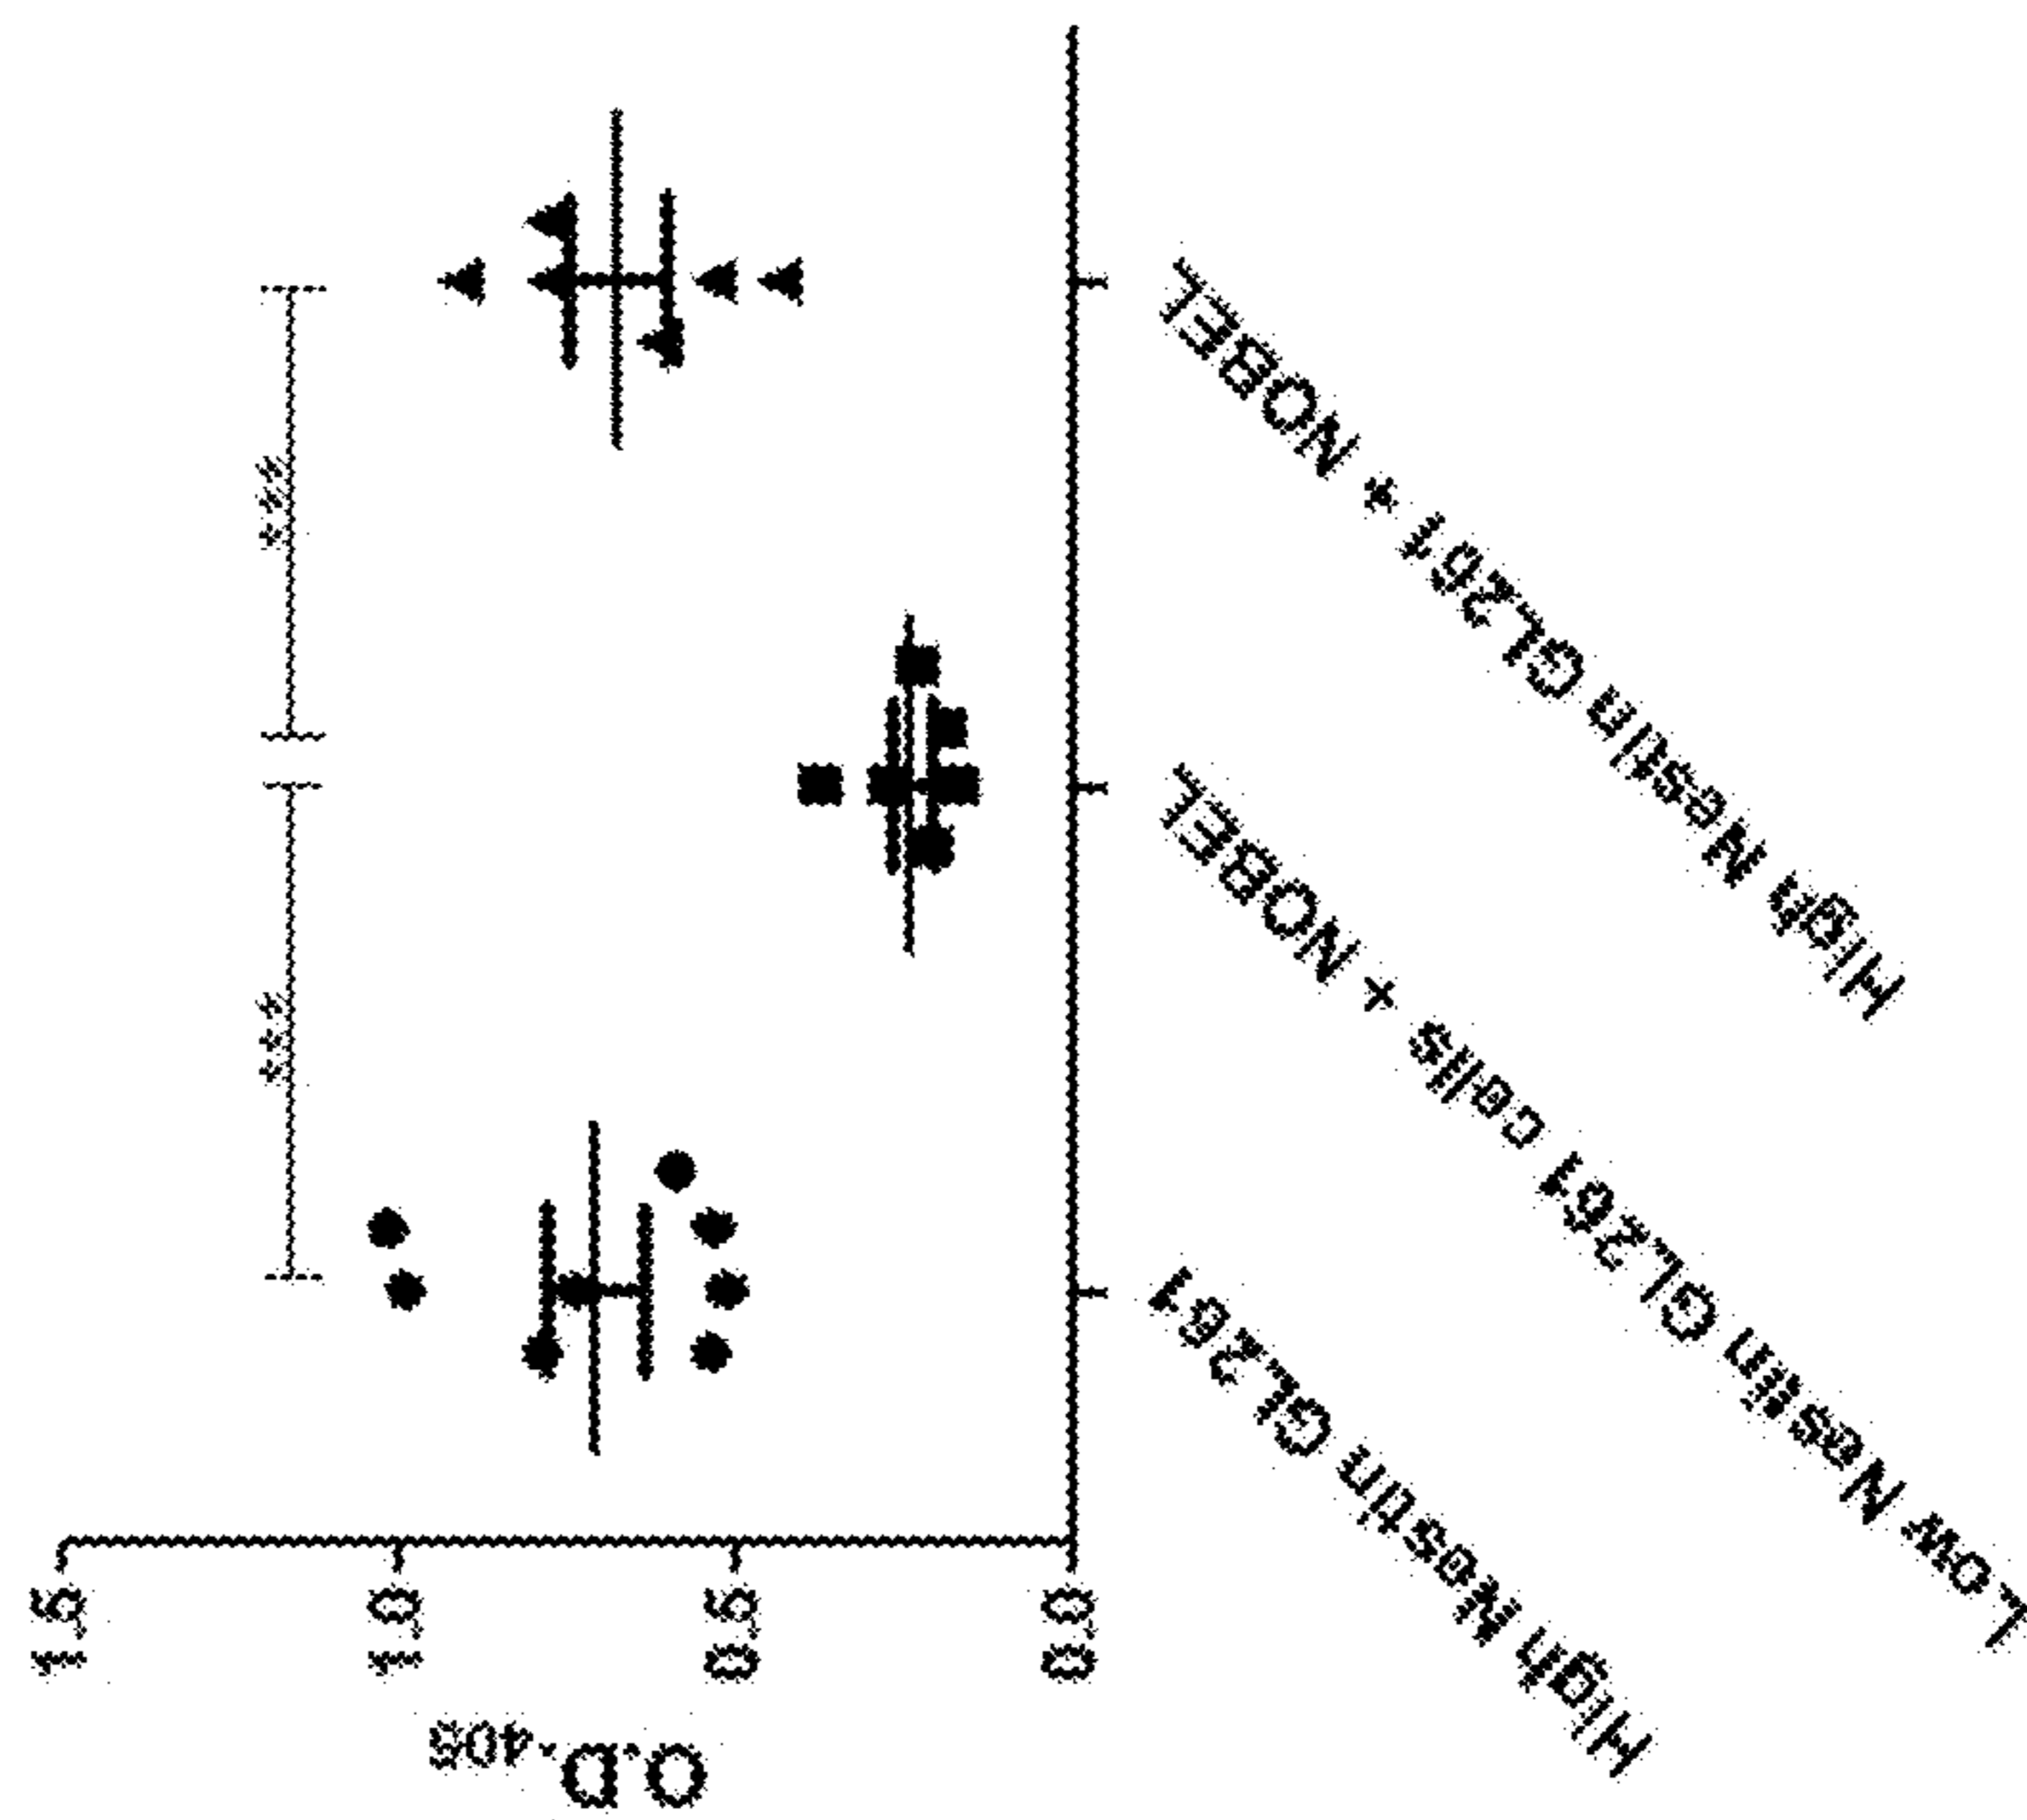 O.D.405
1.5
1.0
0.5
0.0
***
***
High Nestin GL261
Low Nestin GL261 cells + NOBEL
High Nestin GL261 + NOBEL